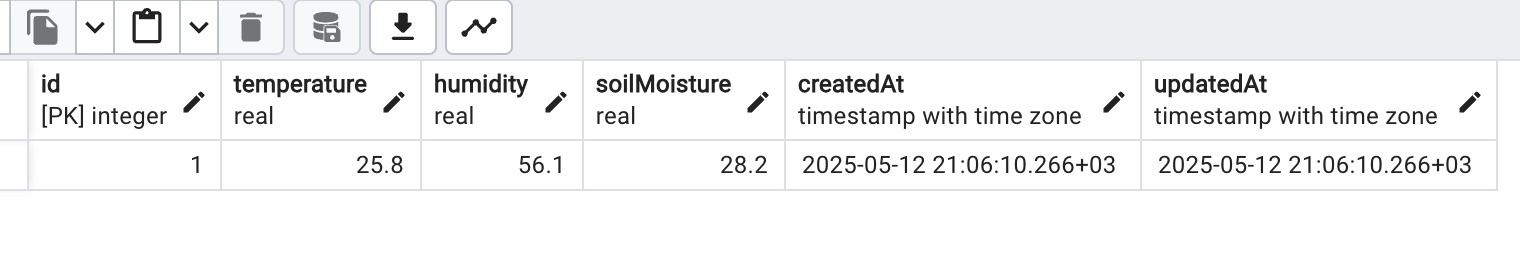 id temperature humidity soilMoisture createdAt updatedAt
[PK] integer real real real timestamp with time zone timestamp with time zone
1 25.8 56.1 28.2 2025-05-12 21:06:10.266+03 2025-05-12 21:06:10.266+03